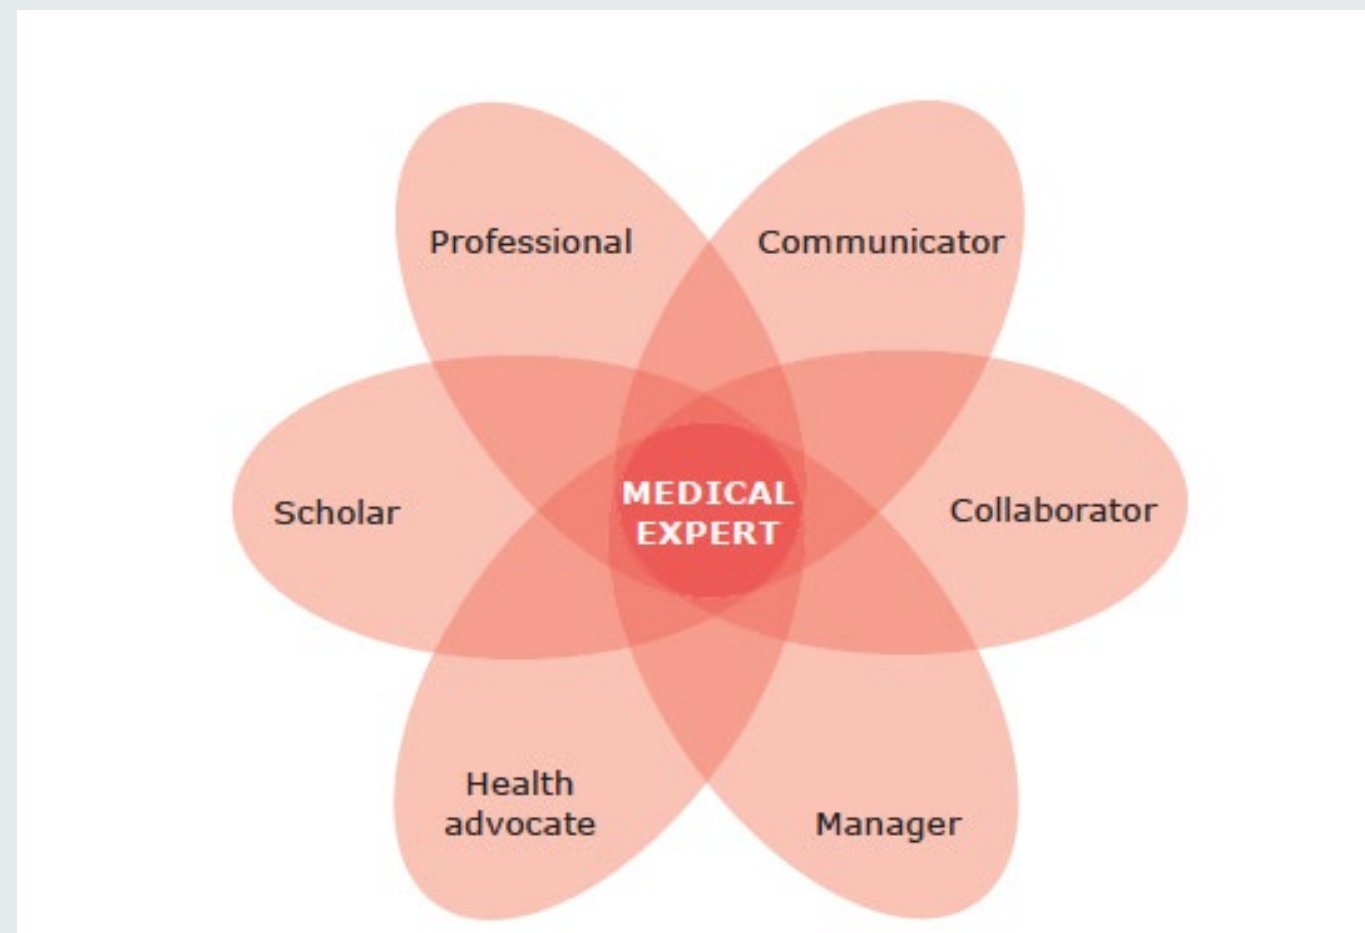 Professional
Communicator
Scholar
MEDICAL
EXPERT
Collaborator
Health
advocate
Manager